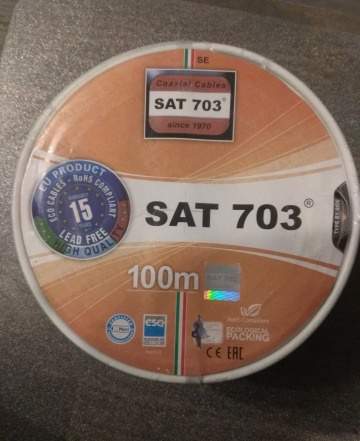 SE
Coaxial Cables
SAT 703®
since 1970
EU PRODUCT
ECO CABLES - RoHS COMPLIANT
15
LEAD FREE
HIGH QUALITY
SAT 703®
100m
ECOLOGICAL
PACKING
CE EAC